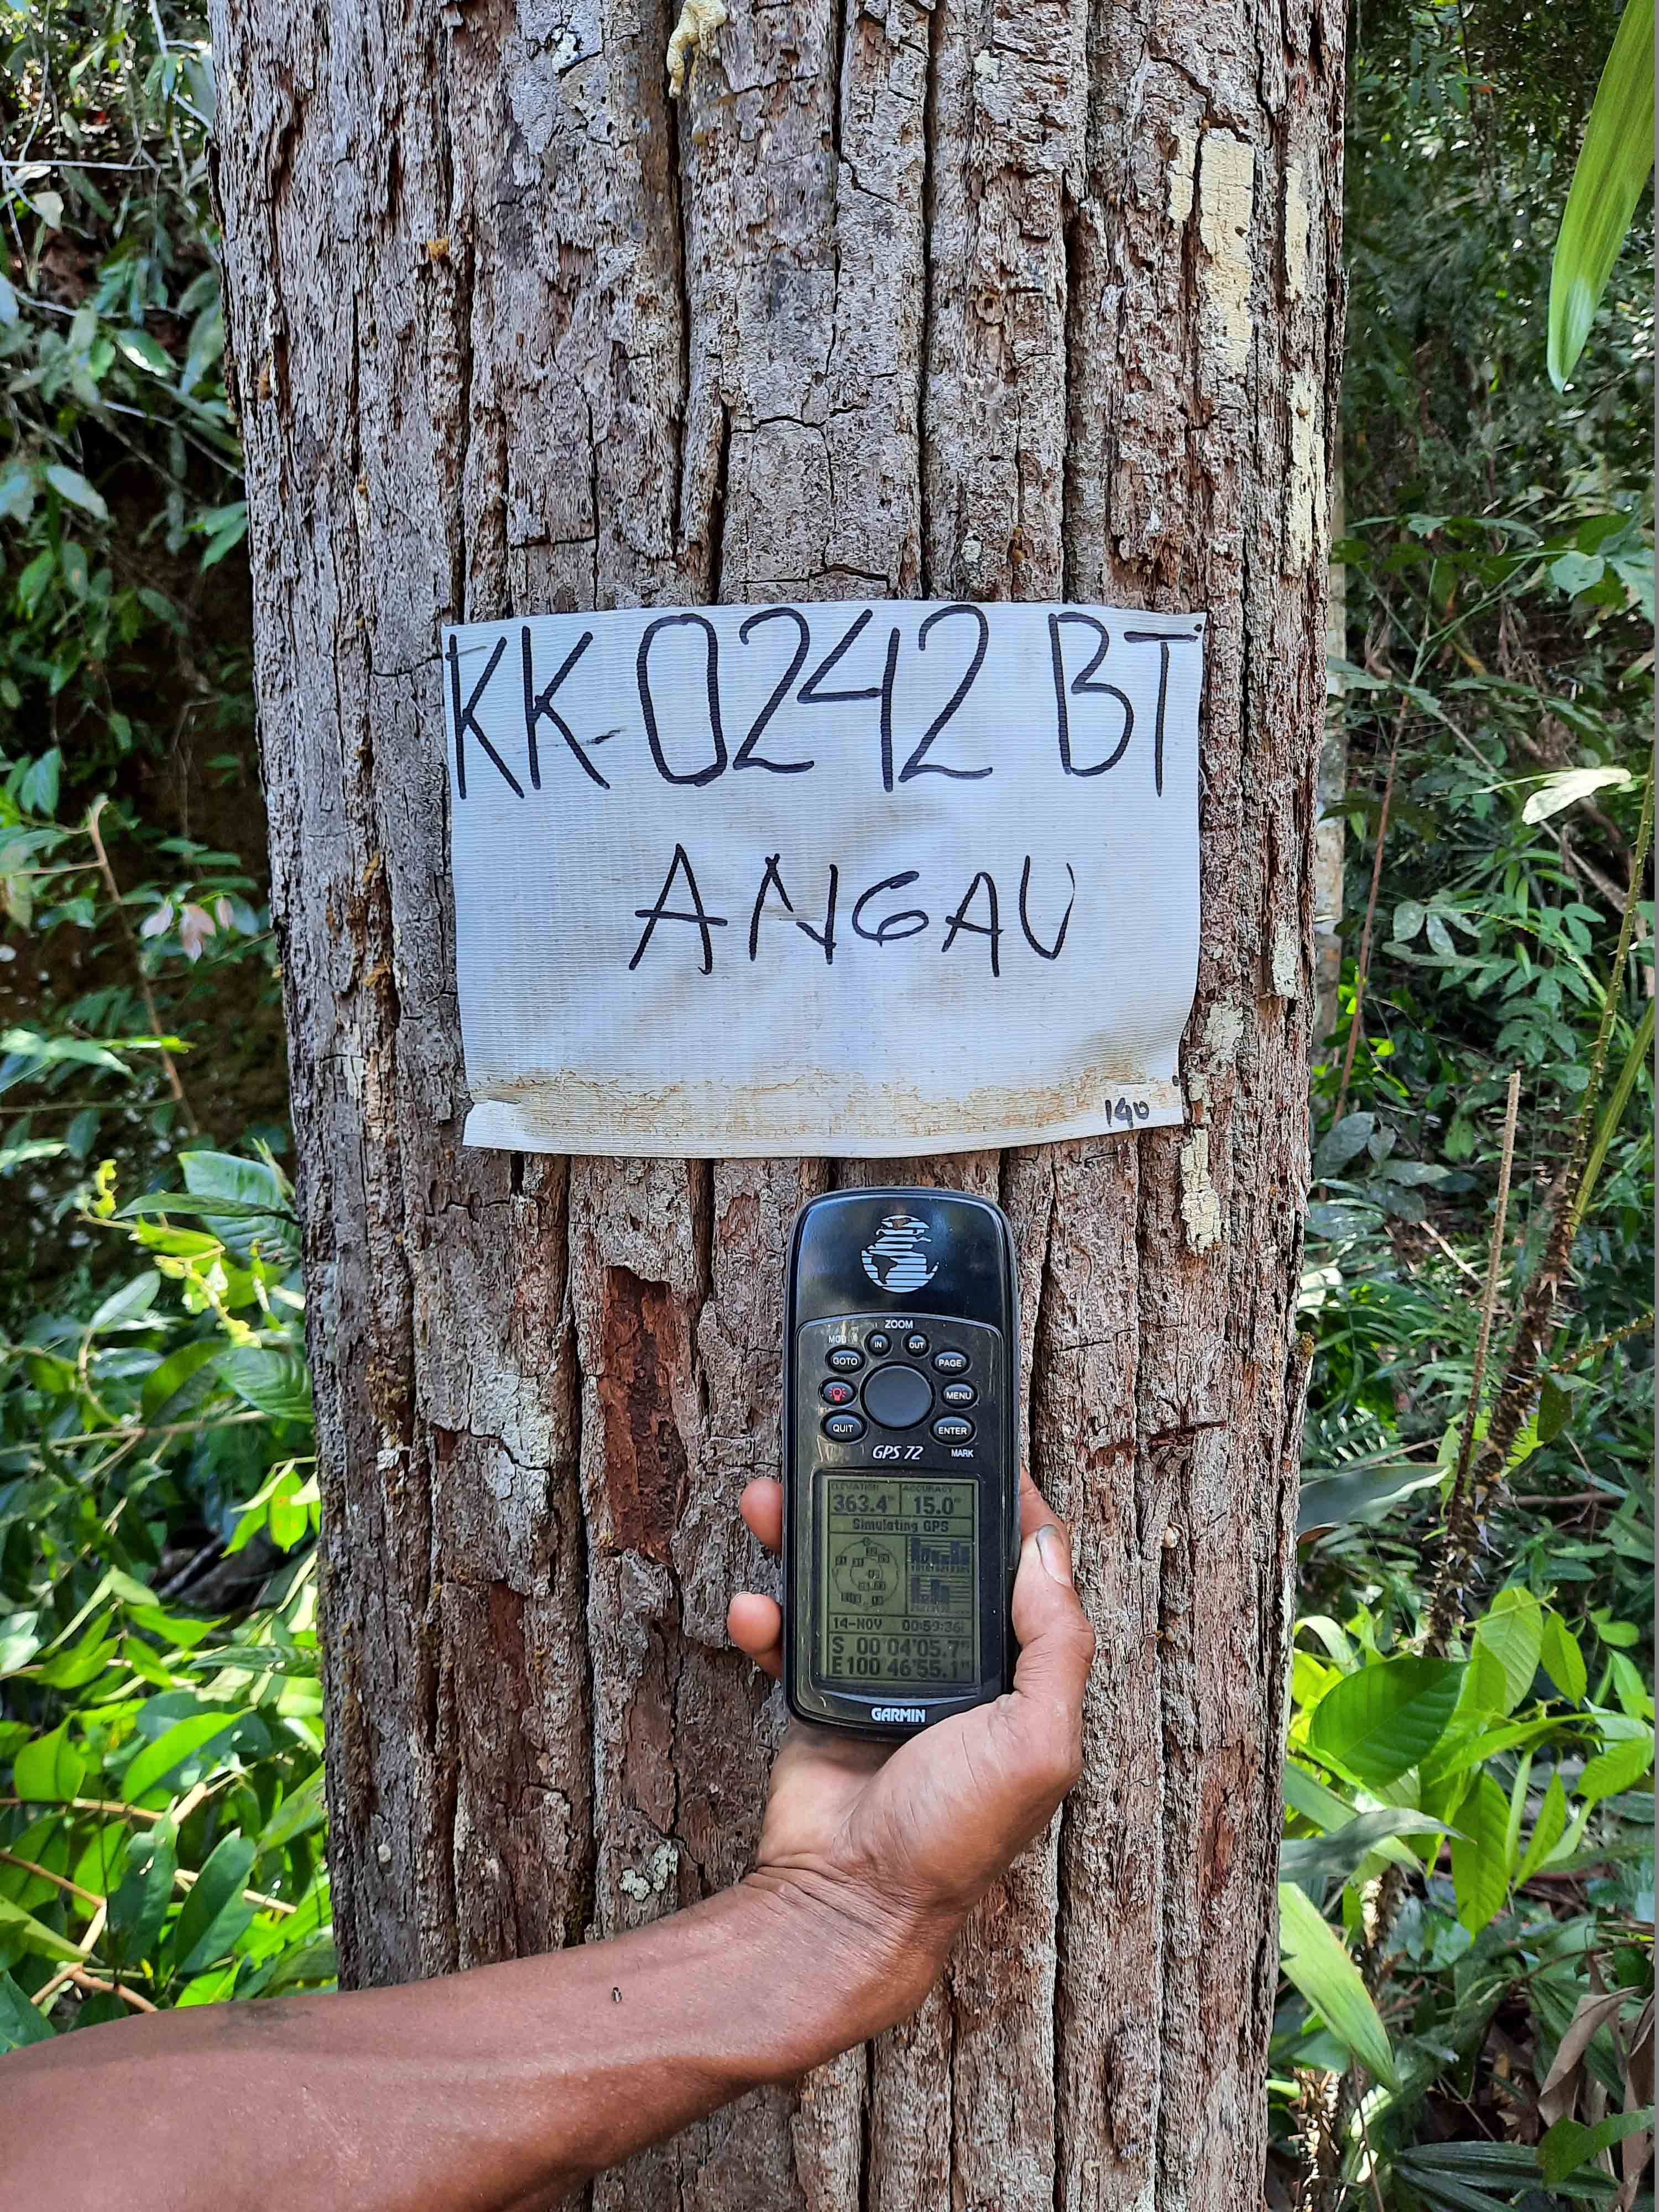 KK-0242 BT
ANGAU
140
ZOOM
IN OUT
GOTO PAGE
MENU
QUIT ENTER
GPS 72 MARK
ELEVATION ACCURACY
363.4 15.0
Simulating GPS
14-NOV 00:59:36
S 00°04'05.7"
E 100°46'55.1"
GARMIN